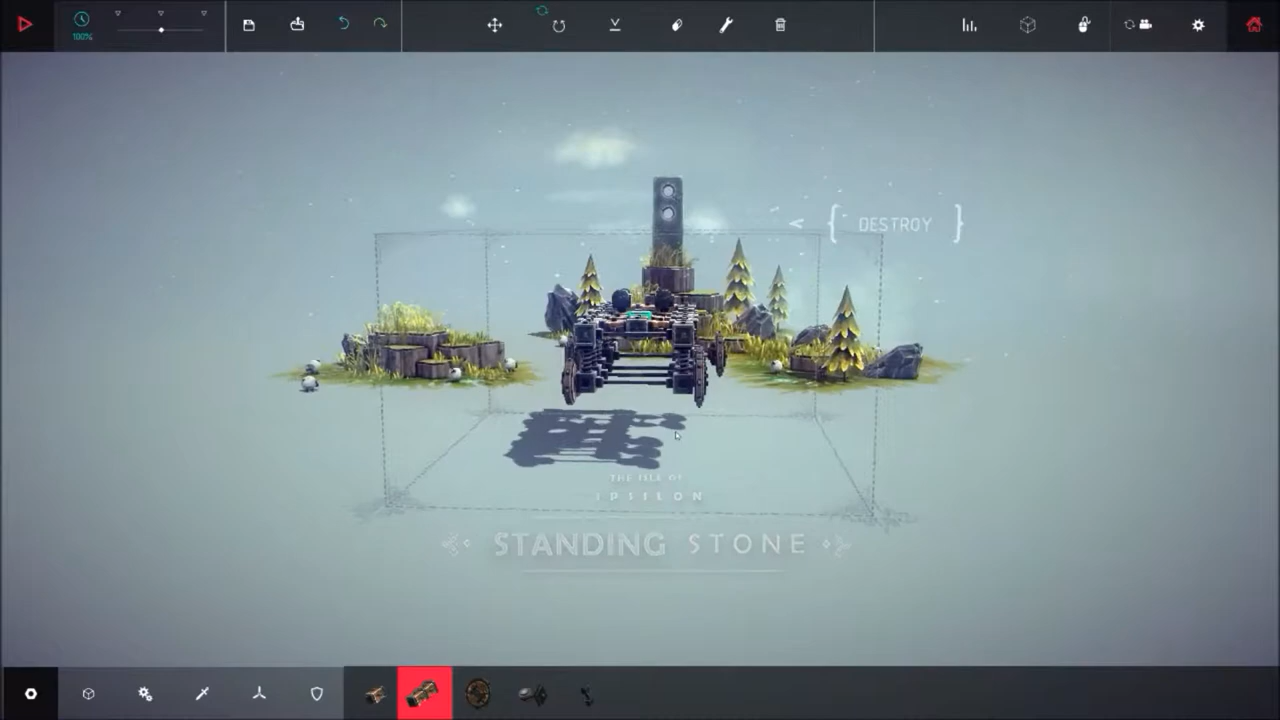 100%
DESTROY
THE ISLE OF
IPSILON
STANDING STONE